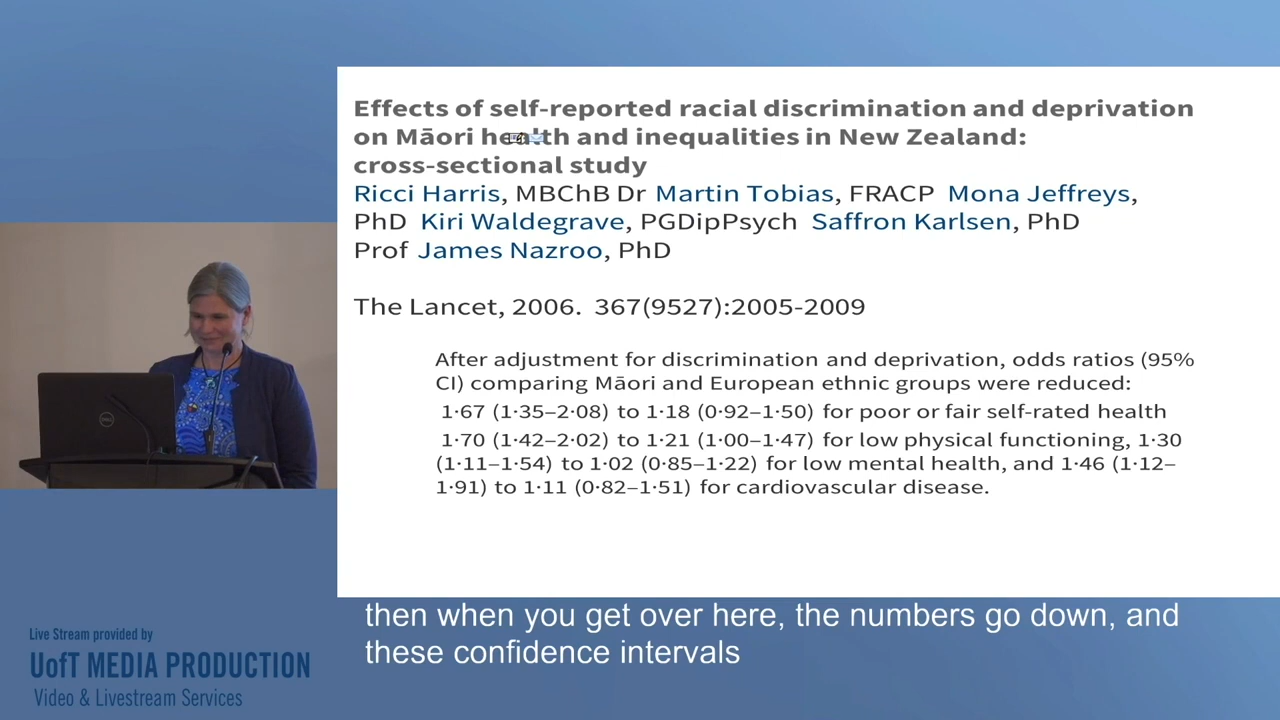 Effects of self-reported racial discrimination and deprivation
on Māori health and inequalities in New Zealand:
cross-sectional study
Ricci Harris, MBChB Dr Martin Tobias, FRACP Mona Jeffreys,
PhD Kiri Waldegrave, PGDipPsych Saffron Karlsen, PhD
Prof James Nazroo, PhD
The Lancet, 2006. 367(9527):2005-2009
After adjustment for discrimination and deprivation, odds ratios (95%
CI) comparing Māori and European ethnic groups were reduced:
1·67 (1·35–2·08) to 1·18 (0·92–1·50) for poor or fair self-rated health
1·70 (1·42–2·02) to 1·21 (1·00–1·47) for low physical functioning, 1·30
(1·11–1·54) to 1·02 (0·85–1·22) for low mental health, and 1·46 (1·12–
1·91) to 1·11 (0·82–1·51) for cardiovascular disease.
then when you get over here, the numbers go down, and
these confidence intervals
Live Stream provided by
UofT MEDIA PRODUCTION
Video & Livestream Services
DELL